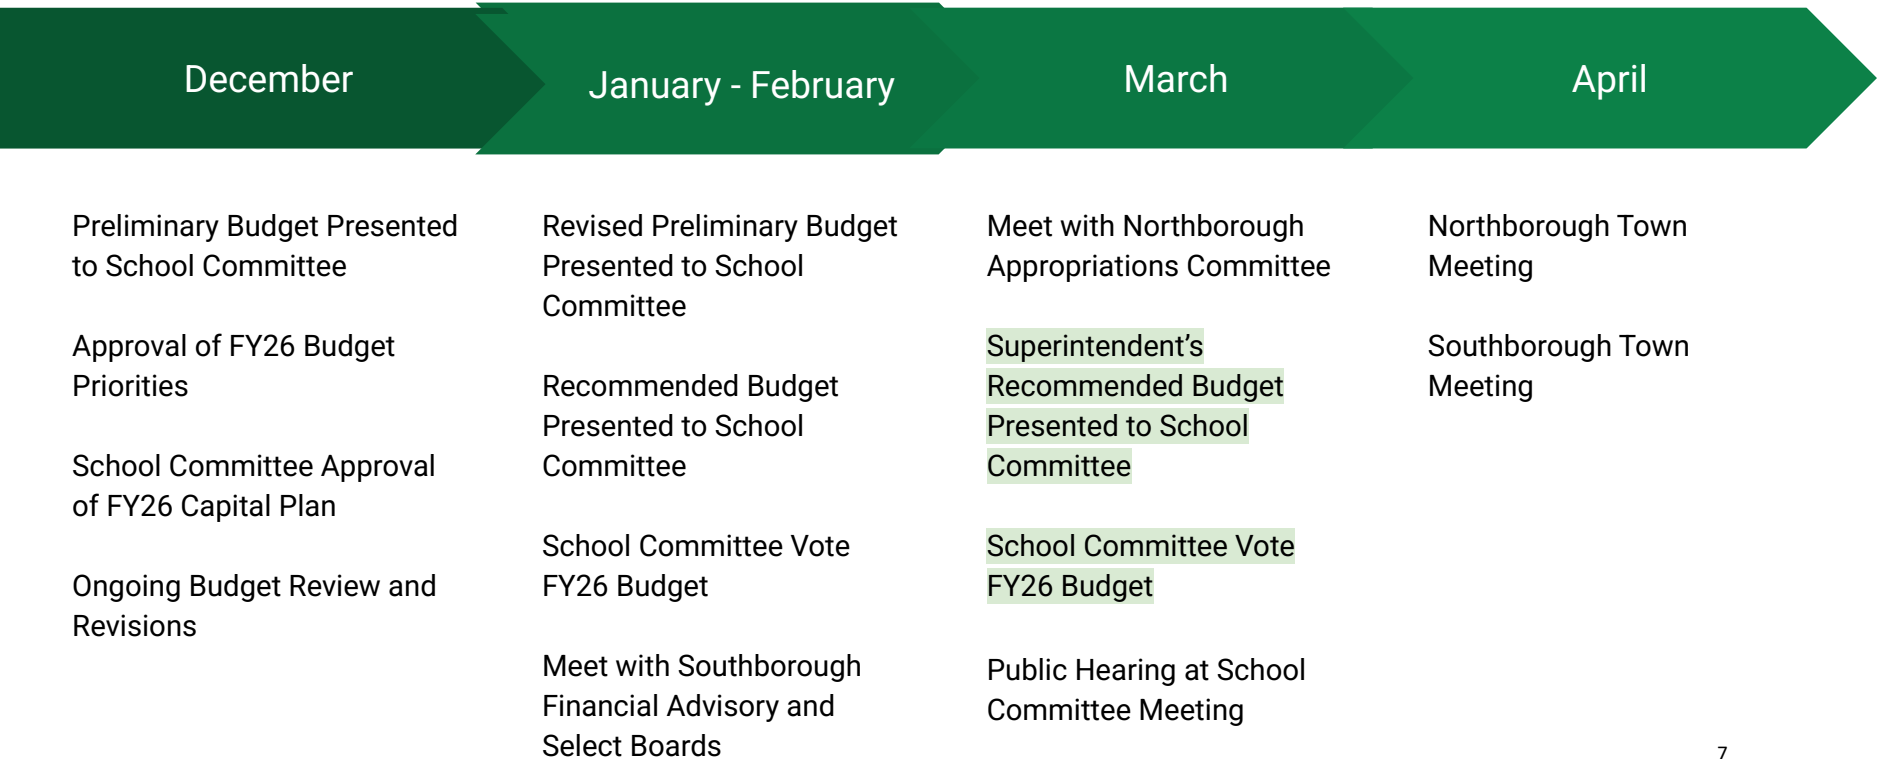 December
January - February
March
April
Preliminary Budget Presented
to School Committee
Approval of FY26 Budget
Priorities
School Committee Approval
of FY26 Capital Plan
Ongoing Budget Review and
Revisions
Revised Preliminary Budget
Presented to School
Committee
Recommended Budget
Presented to School
Committee
School Committee Vote
FY26 Budget
Meet with Southborough
Financial Advisory and
Select Boards
Meet with Northborough
Appropriations Committee
Superintendent’s
Recommended Budget
Presented to School
Committee
School Committee Vote
FY26 Budget
Public Hearing at School
Committee Meeting
Northborough Town
Meeting
Southborough Town
Meeting
7